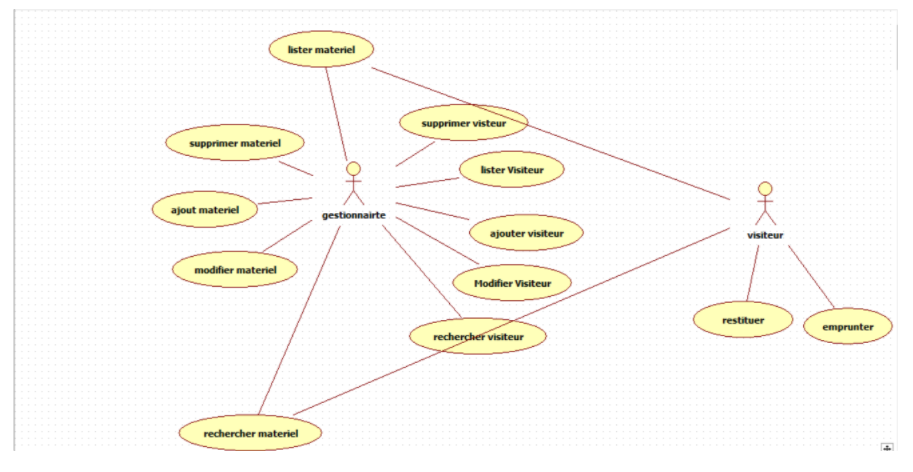 lister materiel
supprimer visteur
supprimer materiel
lister Visiteur
ajout materiel
gestionnairte
ajouter visiteur
visiteur
modifier materiel
Modifier Visiteur
restituer
emprunter
rechercher visiteur
rechercher materiel